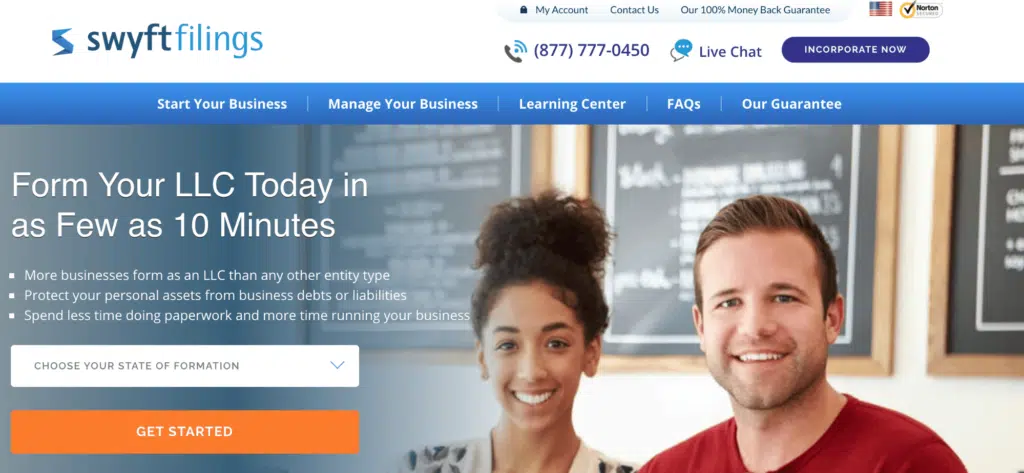 My Account
Contact Us
Our 100% Money Back Guarantee
Norton
SECURED
swyftfilings
(877) 777-0450
Live Chat
INCORPORATE NOW
Start Your Business
Manage Your Business
Learning Center
FAQs
Our Guarantee
Form Your LLC Today in
as Few as 10 Minutes
More businesses form as an LLC than any other entity type
Protect your personal assets from business debts or liabilities
Spend less time doing paperwork and more time running your business
CHOOSE YOUR STATE OF FORMATION
GET STARTED